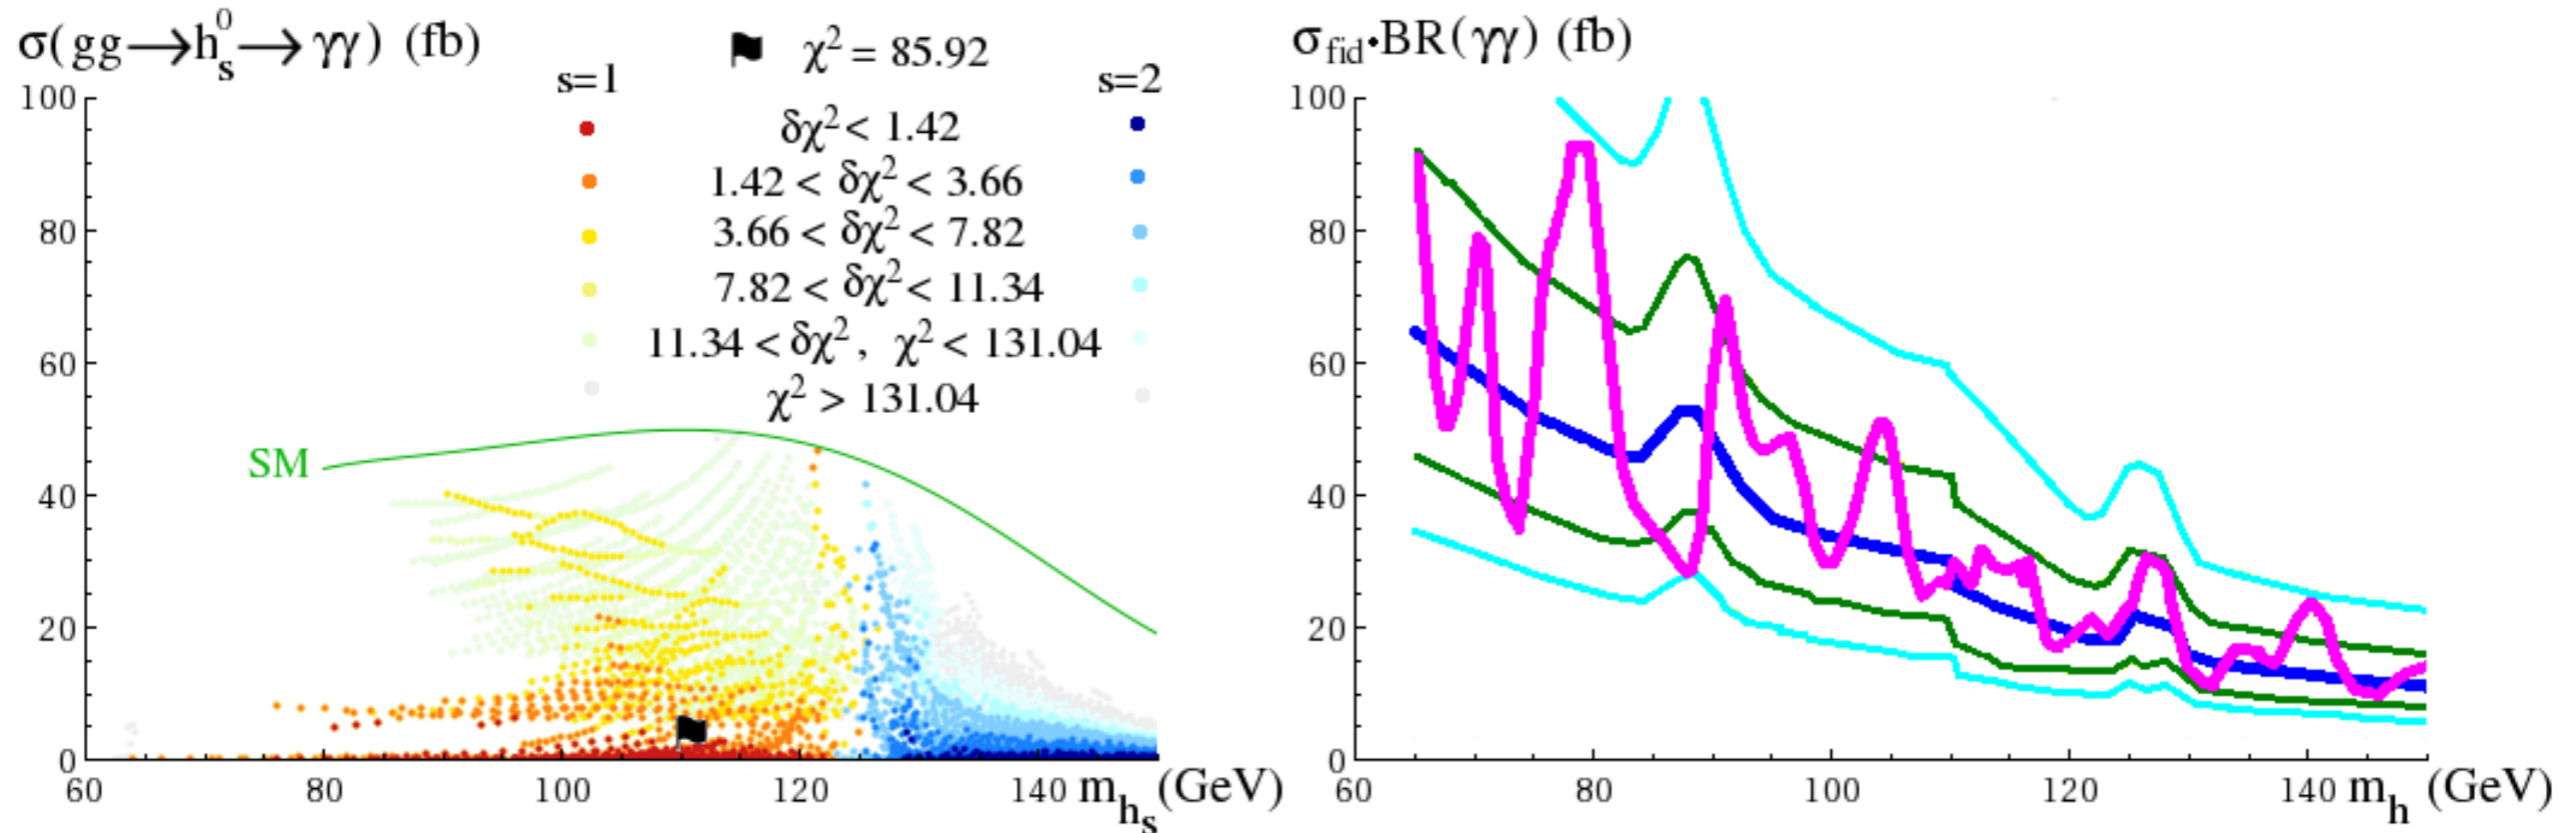 σ(gg→h⁰ₛ→γγ) (fb)
⚑ χ² = 85.92
s=1 s=2
δχ² < 1.42
1.42 < δχ² < 3.66
3.66 < δχ² < 7.82
7.82 < δχ² < 11.34
11.34 < δχ² , χ² < 131.04
χ² > 131.04
SM
100
80
60
40
20
0
60 80 100 120 140 m_hₛ (GeV)
σ_fid•BR(γγ) (fb)
100
80
60
40
20
0
60 80 100 120 140 m_h (GeV)